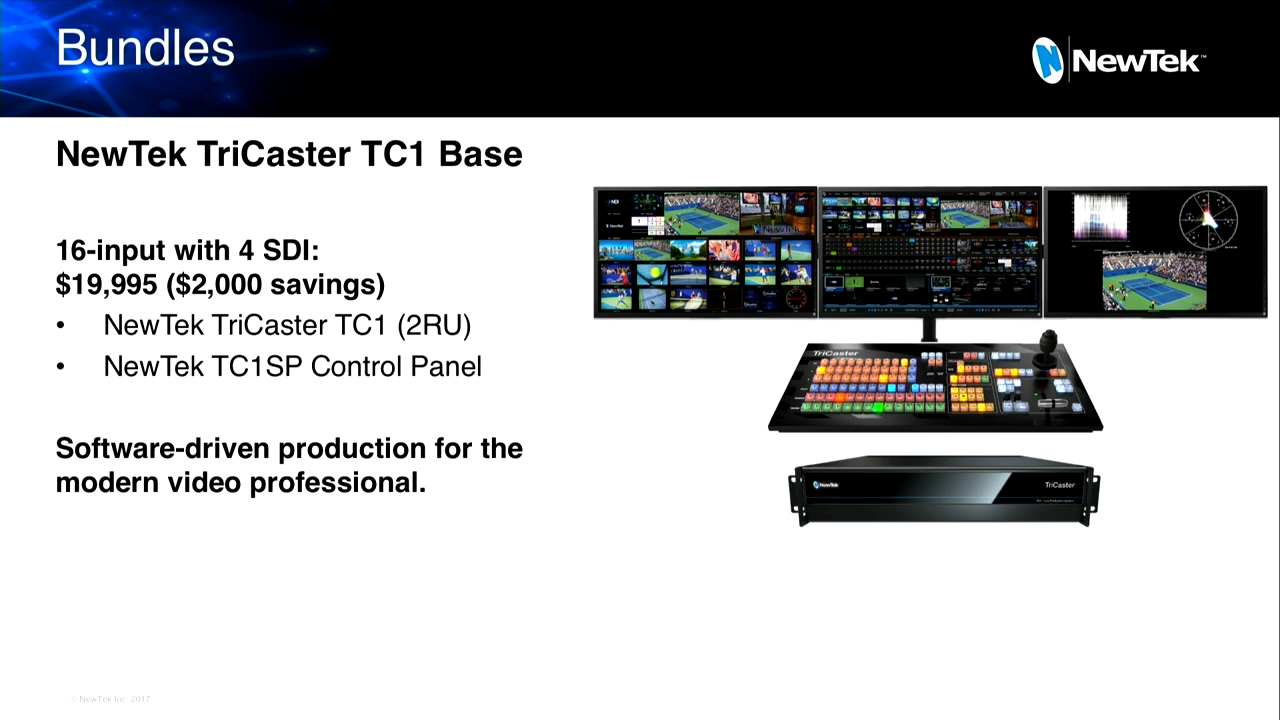 Bundles
NewTek™
NewTek TriCaster TC1 Base
16-input with 4 SDI:
$19,995 ($2,000 savings)
• NewTek TriCaster TC1 (2RU)
• NewTek TC1SP Control Panel
Software-driven production for the
modern video professional.
NDI
NewTek
TriCaster
NewTek
TriCaster
© NewTek Inc. 2017